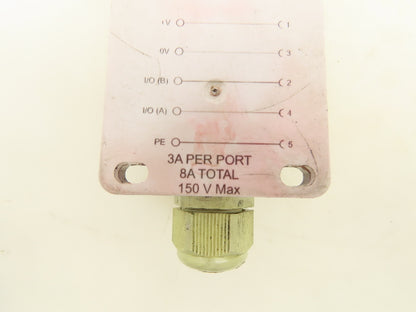 +V 1
0V 3
I/O (B) 2
I/O (A) 4
PE 5
3A PER PORT
8A TOTAL
150 V Max